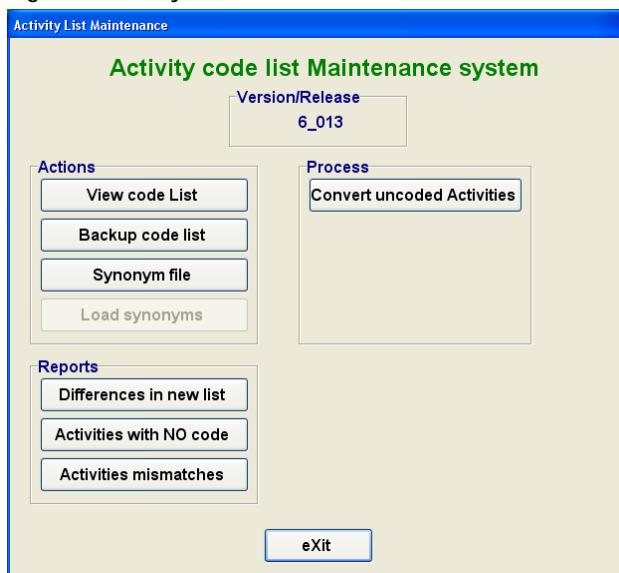 Activity List Maintenance
Activity code list Maintenance system
Version/Release
6_013
Actions
View code List
Backup code list
Synonym file
Load synonyms
Process
Convert uncoded Activities
Reports
Differences in new list
Activities with NO code
Activities mismatches
eXit